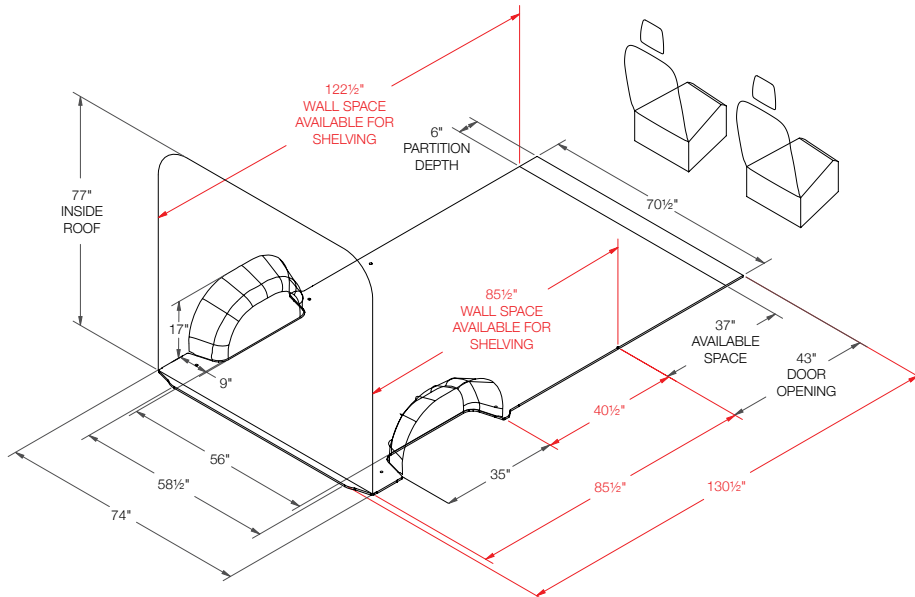 122½"
WALL SPACE
AVAILABLE FOR
SHELVING
6"
PARTITION
DEPTH
77"
INSIDE
ROOF
70½"
85½"
WALL SPACE
AVAILABLE FOR
SHELVING
17"
9"
37"
AVAILABLE
SPACE
43"
DOOR
OPENING
40½"
56"
35"
58½"
85½"
130½"
74"